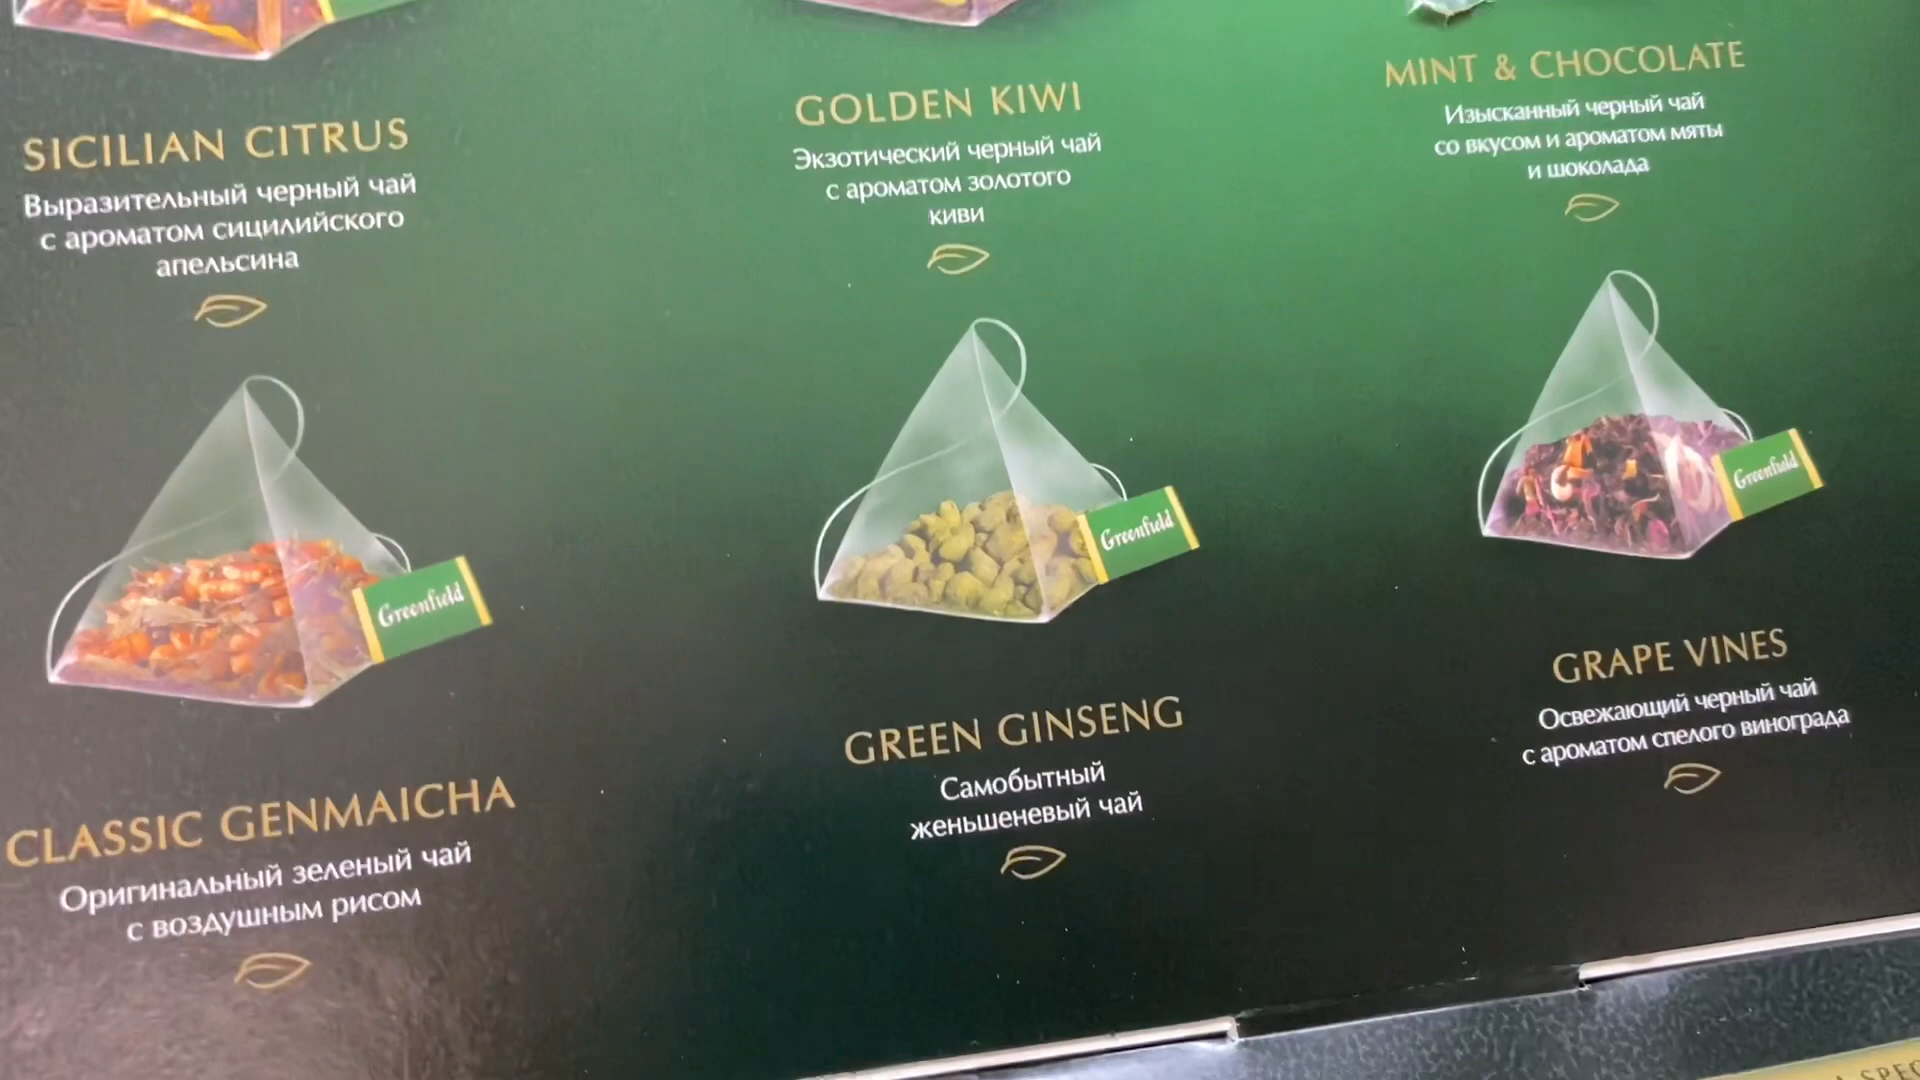 SICILIAN CITRUS
Выразительный черный чай
с ароматом сицилийского
апельсина
GOLDEN KIWI
Экзотический черный чай
с ароматом золотого
киви
MINT & CHOCOLATE
Изысканный черный чай
со вкусом и ароматом мяты
и шоколада
Greenfield
CLASSIC GENMAICHA
Оригинальный зеленый чай
с воздушным рисом
Greenfield
GREEN GINSENG
Самобытный
женьшеневый чай
Greenfield
GRAPE VINES
Освежающий черный чай
с ароматом спелого винограда